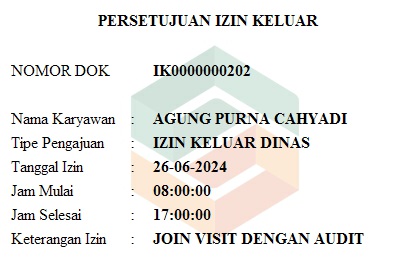 PERSETUJUAN IZIN KELUAR
NOMOR DOK IK0000000202
Nama Karyawan : AGUNG PURNA CAHYADI
Tipe Pengajuan : IZIN KELUAR DINAS
Tanggal Izin : 26-06-2024
Jam Mulai : 08:00:00
Jam Selesai : 17:00:00
Keterangan Izin : JOIN VISIT DENGAN AUDIT